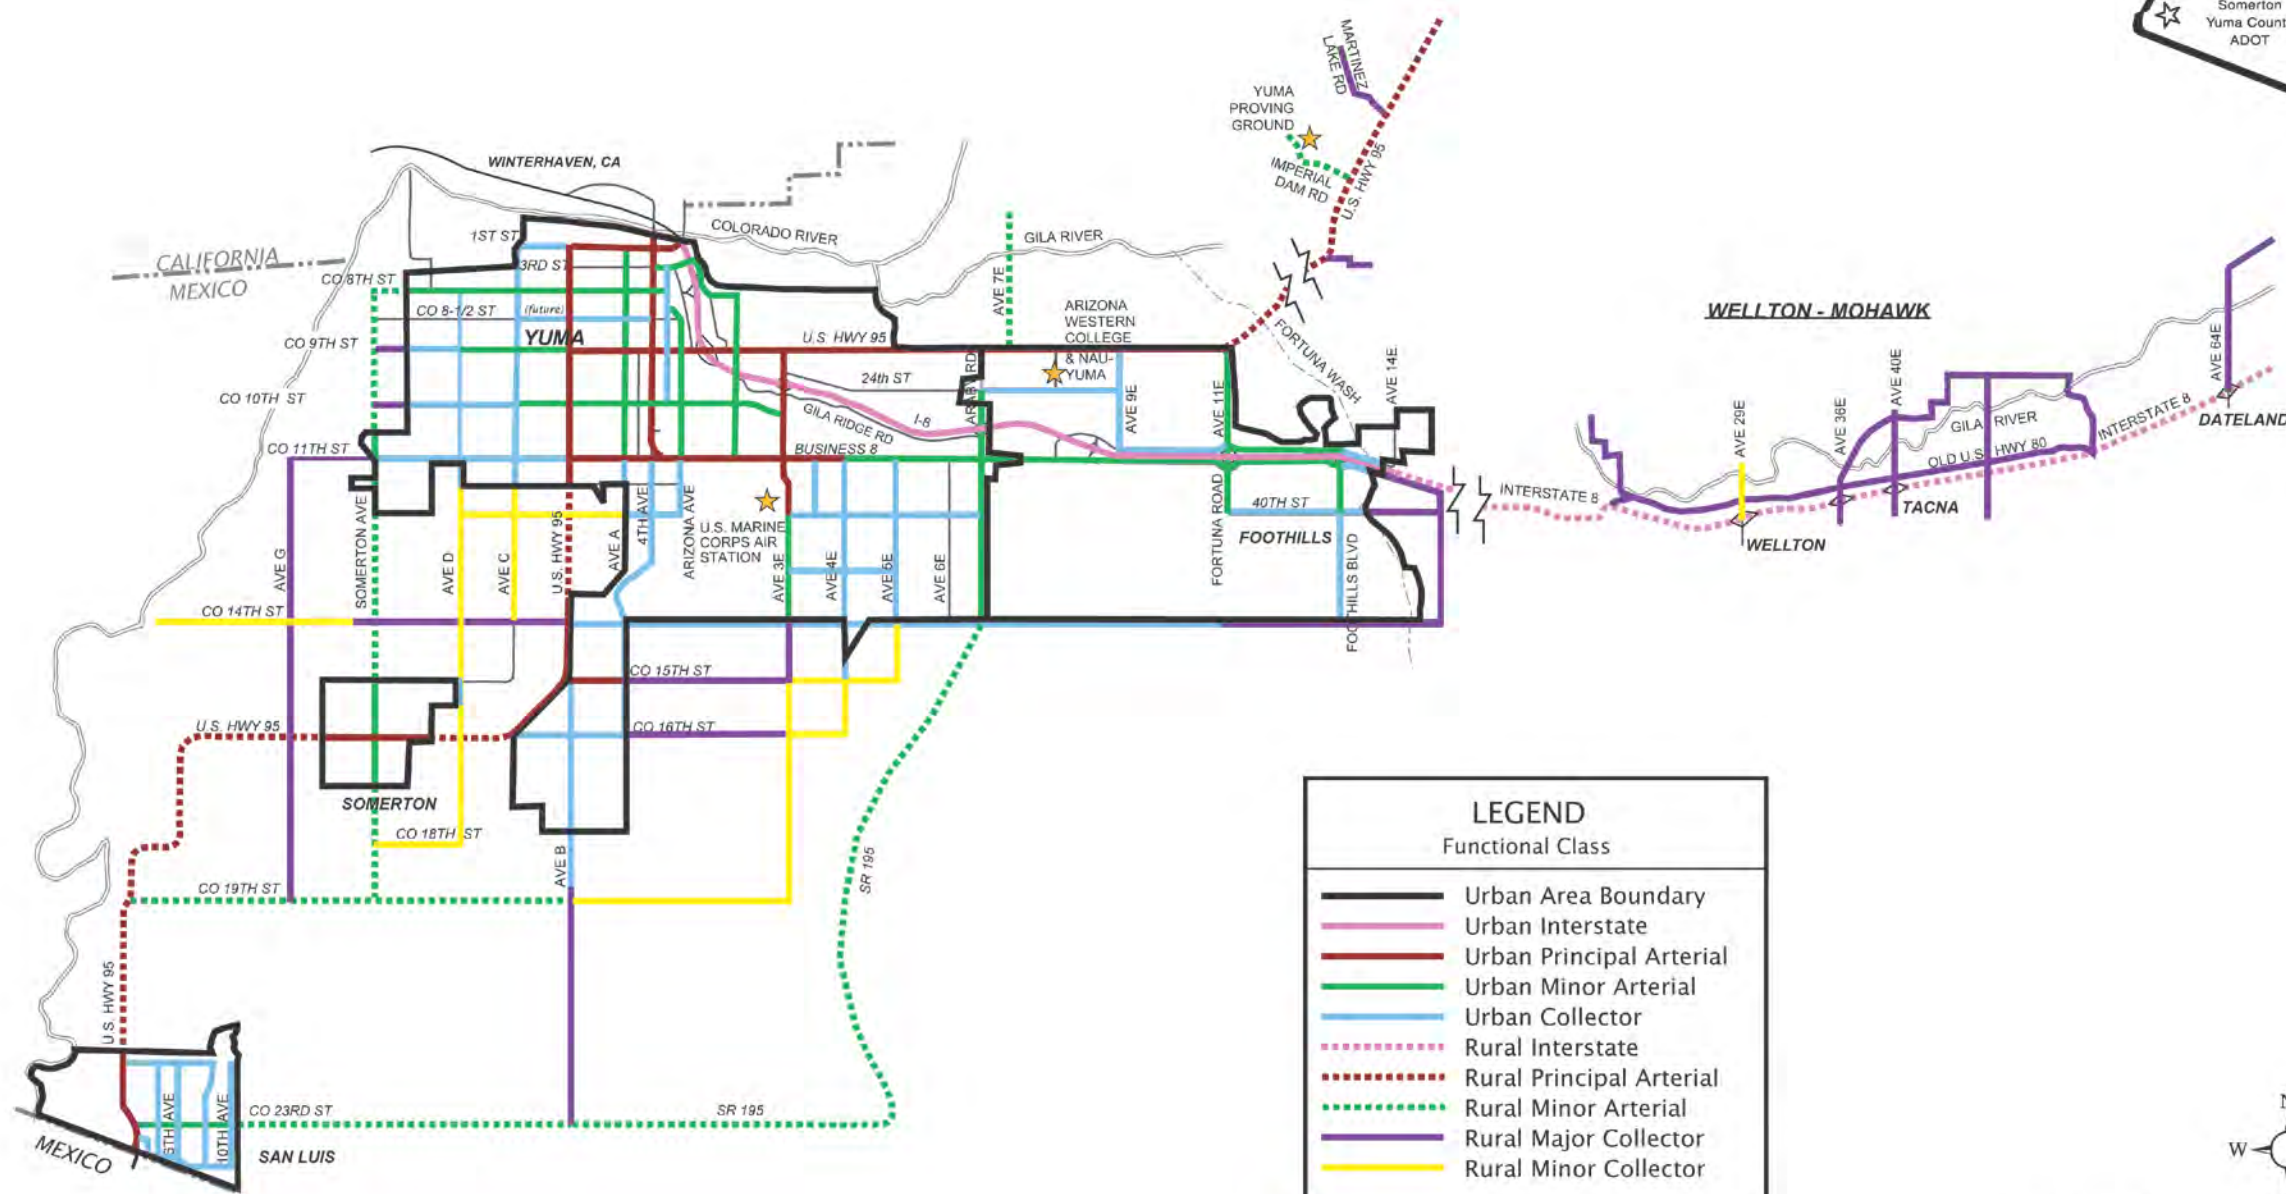 Somerton
Yuma Count
ADOT
MARTINEZ
LAKE RD
YUMA
PROVING
GROUND
IMPERIAL
DAM RD
U.S. HWY 95
WINTERHAVEN, CA
COLORADO RIVER
GILA RIVER
CALIFORNIA
MEXICO
1ST ST
3RD ST
CO 8TH ST
CO 8-1/2 ST
(future)
YUMA
CO 9TH ST
CO 10TH ST
CO 11TH ST
U.S. HWY 95
24th ST
GILA RIDGE RD
I-8
BUSINESS 8
AVE 7E
ARIZONA
WESTERN
COLLEGE
& NAU-
YUMA
ARABY RD
AVE 9E
AVE 11E
FORTUNA WASH
AVE 14E
WELLTON - MOHAWK
AVE 29E
AVE 36E
AVE 40E
AVE 64E
GILA RIVER
OLD U.S. HWY 80
INTERSTATE 8
DATELAND
TACNA
INTERSTATE 8
WELLTON
AVE G
SOMERTON AVE
AVE D
AVE C
U.S. HWY 95
AVE A
4TH AVE
ARIZONA AVE
U.S. MARINE
CORPS AIR
STATION
AVE 3E
AVE 4E
AVE 5E
AVE 6E
FORTUNA ROAD
40TH ST
FOOTHILLS
FOOTHILLS BLVD
CO 14TH ST
CO 15TH ST
U.S. HWY 95
CO 16TH ST
SOMERTON
CO 18TH ST
AVE B
CO 19TH ST
SR 195
U.S. HWY 95
6TH AVE
10TH AVE
CO 23RD ST
SR 195
MEXICO
SAN LUIS
LEGEND
Functional Class
Urban Area Boundary
Urban Interstate
Urban Principal Arterial
Urban Minor Arterial
Urban Collector
Rural Interstate
Rural Principal Arterial
Rural Minor Arterial
Rural Major Collector
Rural Minor Collector
N
W